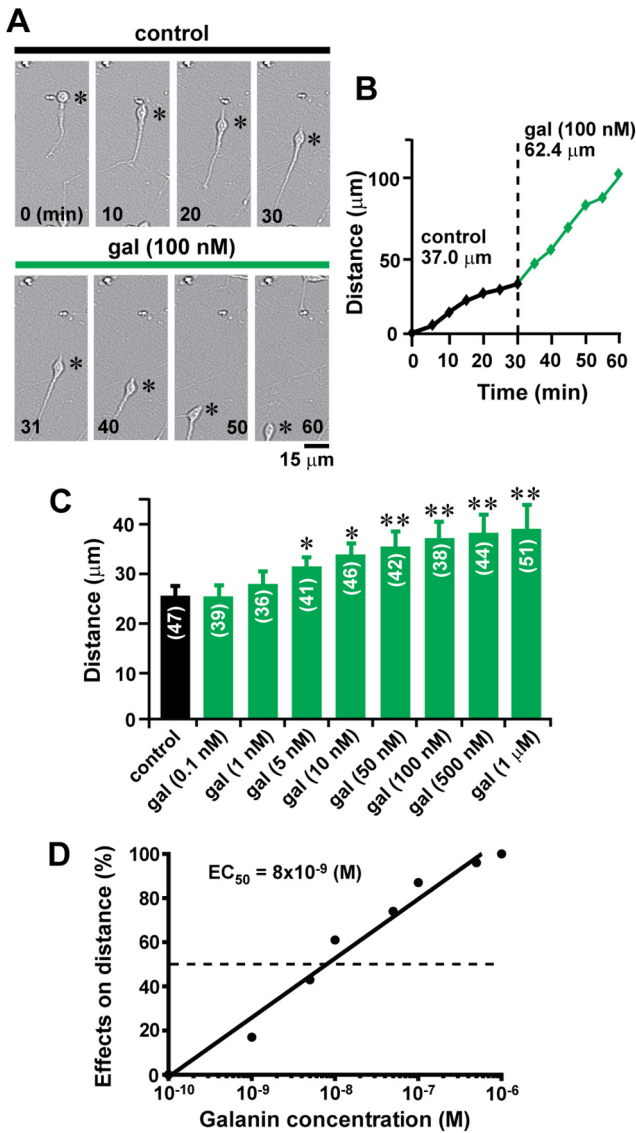 A
control
*
*
*
*
0 (min)
10
20
30
gal (100 nM)
*
*
*
*
31
40
50
60
15 μm
B
gal (100 nM)
62.4 μm
control
37.0 μm
Distance (μm)
100
50
0
0 10 20 30 40 50 60
Time (min)
C
Distance (μm)
40
30
20
10
0
* * ** ** ** **
(47) (39) (36) (41) (46) (42) (38) (44) (51)
control
gal (0.1 nM)
gal (1 nM)
gal (5 nM)
gal (10 nM)
gal (50 nM)
gal (100 nM)
gal (500 nM)
gal (1 μM)
D
Effects on distance (%)
100
80
60
40
20
0
EC50 = 8x10-9 (M)
10-10 10-9 10-8 10-7 10-6
Galanin concentration (M)